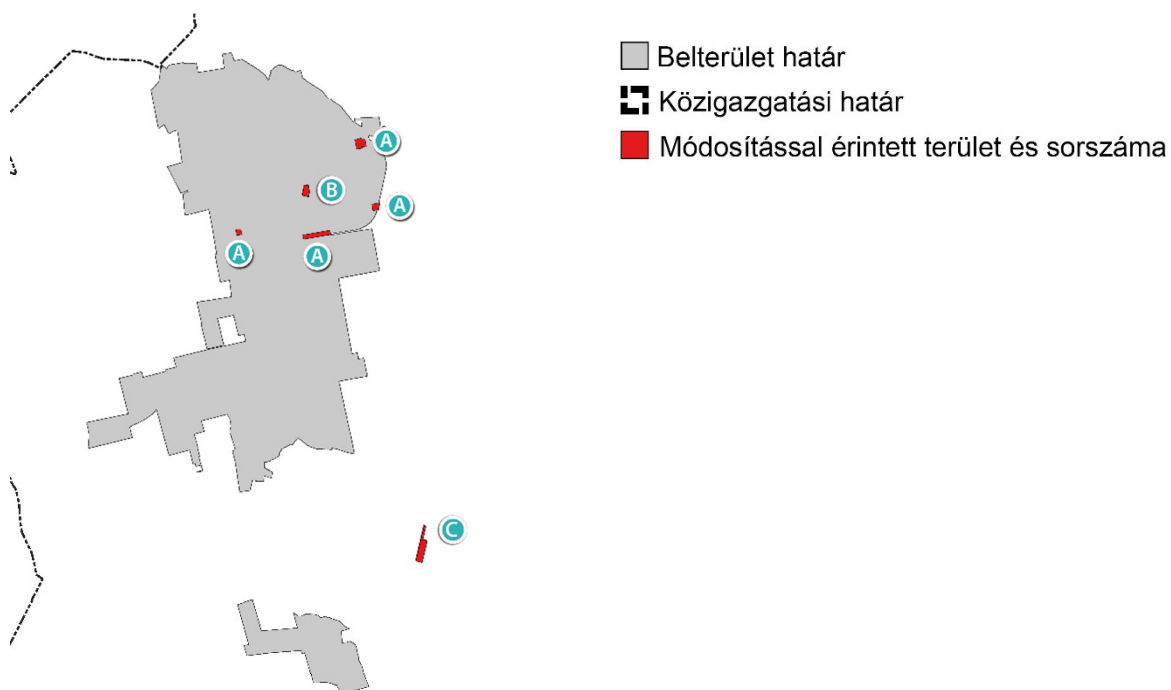 Belterület határ
Közigazgatási határ
Módosítással érintett terület és sorszáma
A
B
A
A
A
C